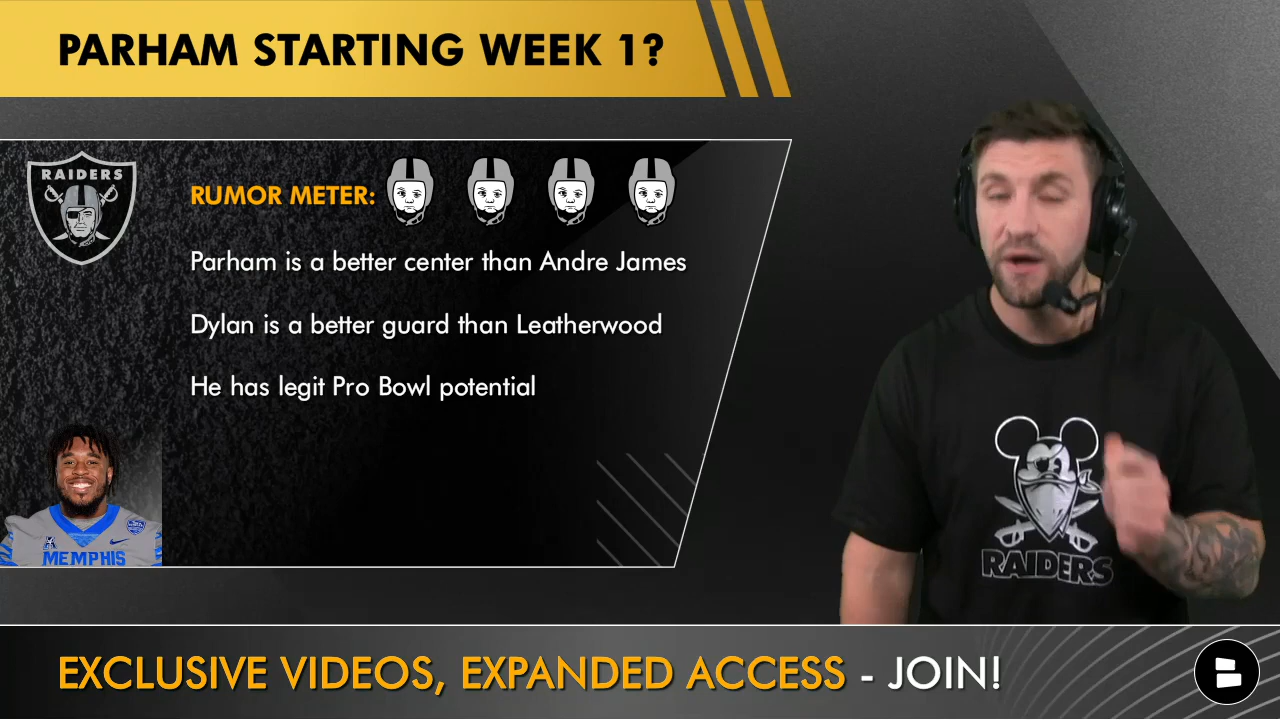 PARHAM STARTING WEEK 1?
RAIDERS
RUMOR METER:
Parham is a better center than Andre James
Dylan is a better guard than Leatherwood
He has legit Pro Bowl potential
MEMPHIS
RAIDERS
EXCLUSIVE VIDEOS, EXPANDED ACCESS - JOIN!